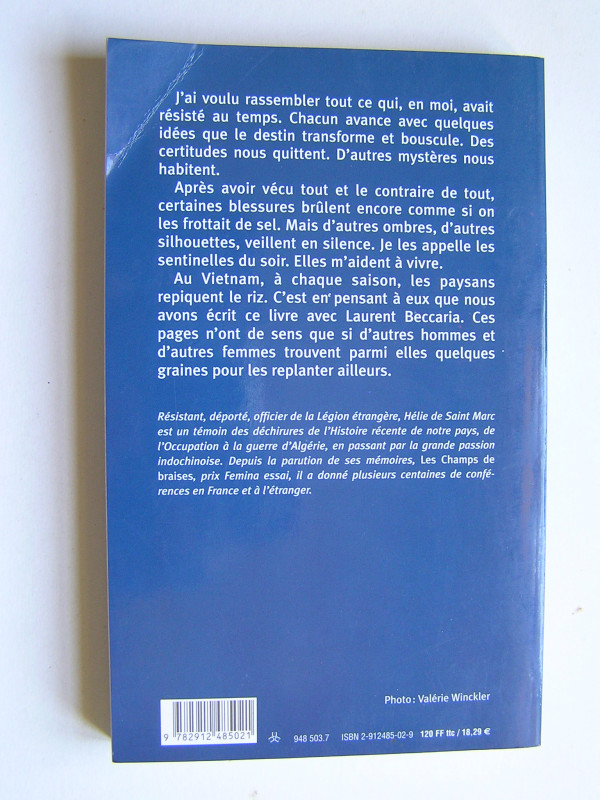 J'ai voulu rassembler tout ce qui, en moi, avait
résisté au temps. Chacun avance avec quelques
idées que le destin transforme et bouscule. Des
certitudes nous quittent. D'autres mystères nous
habitent.
Après avoir vécu tout et le contraire de tout,
certaines blessures brûlent encore comme si on
les frottait de sel. Mais d'autres ombres, d'autres
silhouettes, veillent en silence. Je les appelle les
sentinelles du soir. Elles m'aident à vivre.
Au Vietnam, à chaque saison, les paysans
repiquent le riz. C'est en pensant à eux que nous
avons écrit ce livre avec Laurent Beccaria. Ces
pages n'ont de sens que si d'autres hommes et
d'autres femmes trouvent parmi elles quelques
graines pour les replanter ailleurs.
Résistant, déporté, officier de la Légion étrangère, Hélie de Saint Marc
est un témoin des déchirures de l'Histoire récente de notre pays, de
l'Occupation à la guerre d'Algérie, en passant par la grande passion
indochinoise. Depuis la parution de ses mémoires, Les Champs de
braises, prix Femina essai, il a donné plusieurs centaines de confé-
rences en France et à l'étranger.
Photo : Valérie Winckler
9 782912 485021
948 503.7 ISBN 2-912485-02-9 120 FF ttc / 18,29 €